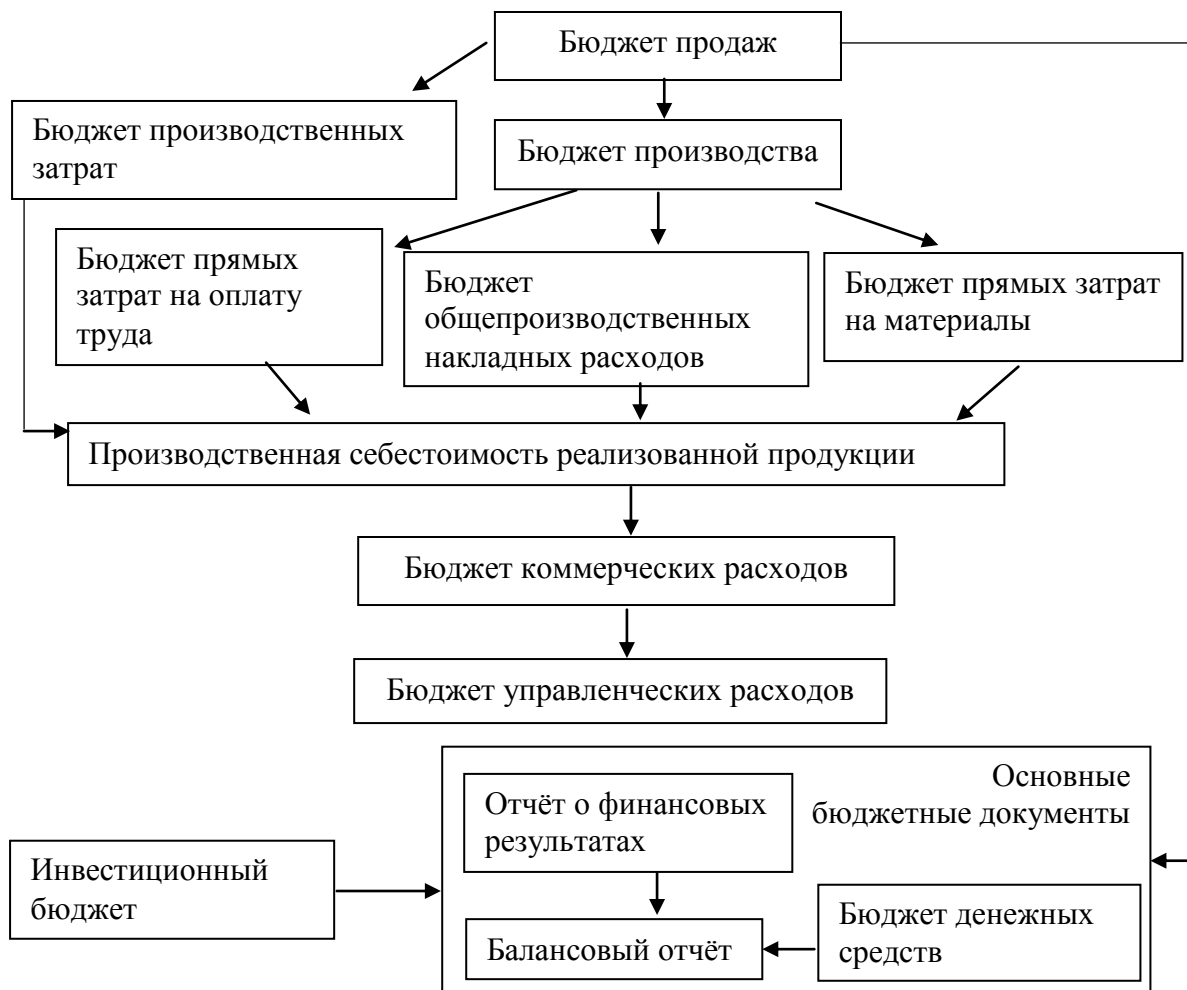 Бюджет продаж
Бюджет производственных
затрат
Бюджет производства
Бюджет прямых
затрат на оплату
труда
Бюджет
общепроизводственных
накладных расходов
Бюджет прямых затрат
на материалы
Производственная себестоимость реализованной продукции
Бюджет коммерческих расходов
Бюджет управленческих расходов
Основные
бюджетные документы
Отчёт о финансовых
результатах
Инвестиционный
бюджет
Балансовый отчёт
Бюджет денежных
средств